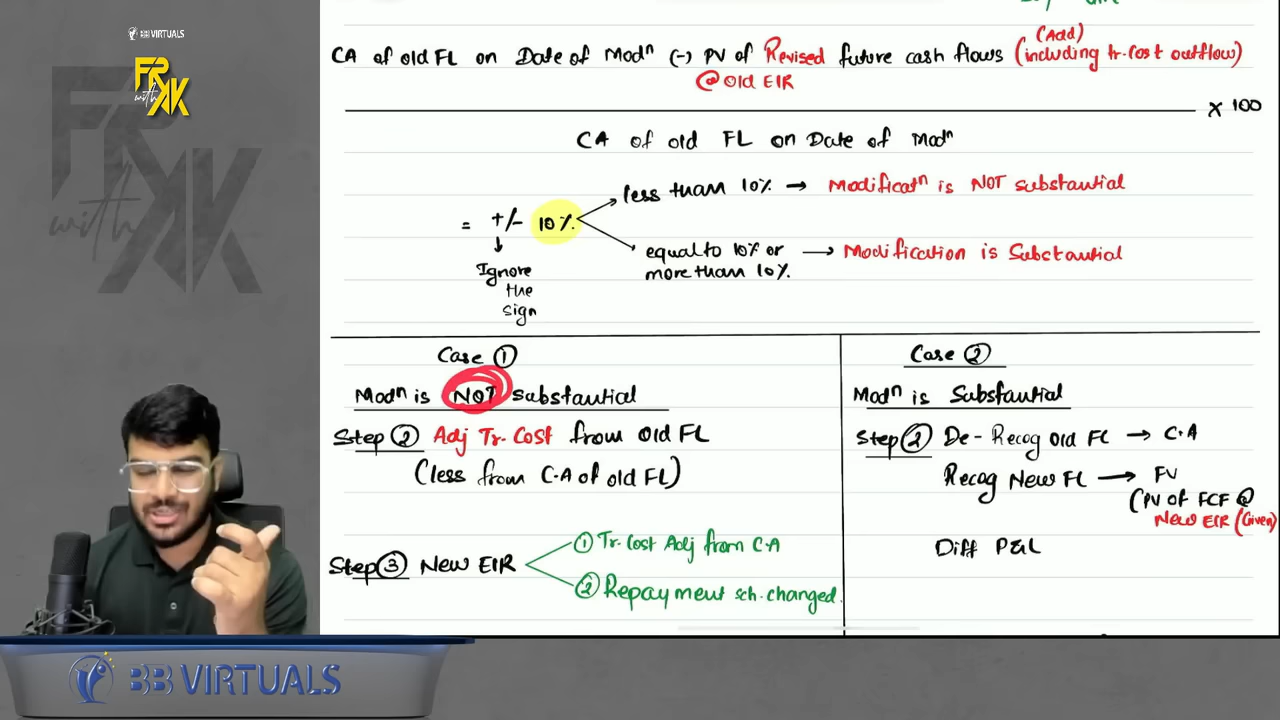 BB VIRTUALS
FR
with
AK
CA of old FL on Date of Modⁿ (-) PV of Revised future cash flows (including tr.cost outflow)
(Add)
@ Old EIR
X 100
CA of old FL on Date of Modⁿ
less than 10% → Modificatⁿ is NOT substantial
= +/- 10%
equal to 10% or
more than 10%. → Modification is Substantial
Ignore
the
sign
Case ①
Modⁿ is NOT substantial
Step ② Adj Tr. Cost from old FL
(less from C.A of old FL)
Step ③ New EIR
① Tr.Cost Adj from C.A
② Repayment sch.changed.
Case ②
Modⁿ is Substantial
Step ② De-Recog old FL → C.A
Recog New FL → FV
(PV of FCF @
New EIR (Given)
Diff P&L
BB VIRTUALS